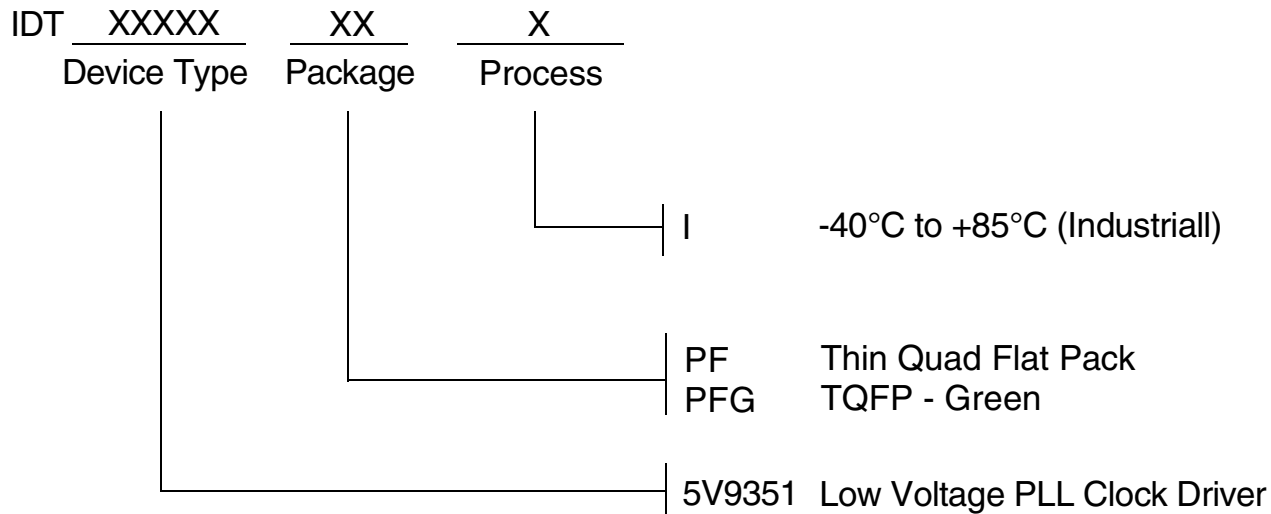 IDT XXXXX XX X
Device Type Package Process
I -40°C to +85°C (Industriall)
PF Thin Quad Flat Pack
PFG TQFP - Green
5V9351 Low Voltage PLL Clock Driver